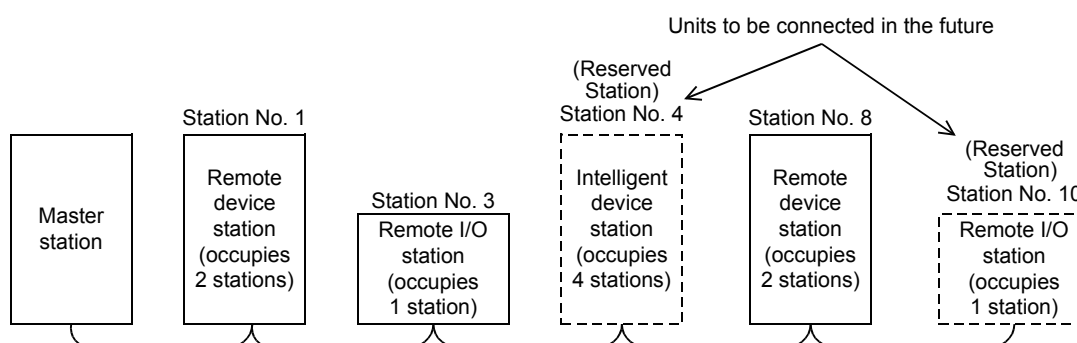 Units to be connected in the future
(Reserved
Station)
Station No. 4
Station No. 1
Station No. 8
(Reserved
Station)
Station No. 10
Station No. 3
Master
station
Remote
device
station
(occupies
2 stations)
Remote I/O
station
(occupies
1 station)
Intelligent
device
station
(occupies
4 stations)
Remote
device
station
(occupies
2 stations)
Remote I/O
station
(occupies
1 station)